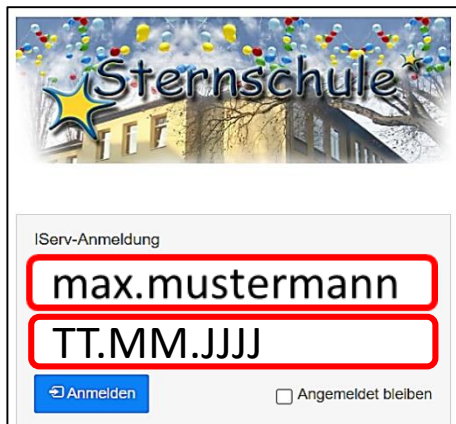 Sternschule
IServ-Anmeldung
max.mustermann
TT.MM.JJJJ
Anmelden
Angemeldet bleiben